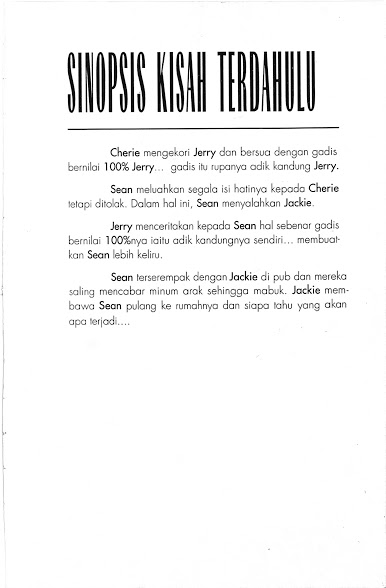 SINOPSIS KISAH TERDAHULU
Cherie mengekori Jerry dan bersua dengan gadis
bernilai 100% Jerry... gadis itu rupanya adik kandung Jerry.
Sean meluahkan segala isi hatinya kepada Cherie
tetapi ditolak. Dalam hal ini, Sean menyalahkan Jackie.
Jerry menceritakan kepada Sean hal sebenar gadis
bernilai 100%nya iaitu adik kandungnya sendiri... membuat-
kan Sean lebih keliru.
Sean terserempak dengan Jackie di pub dan mereka
saling mencabar minum arak sehingga mabuk. Jackie mem-
bawa Sean pulang ke rumahnya dan siapa tahu yang akan
apa terjadi....